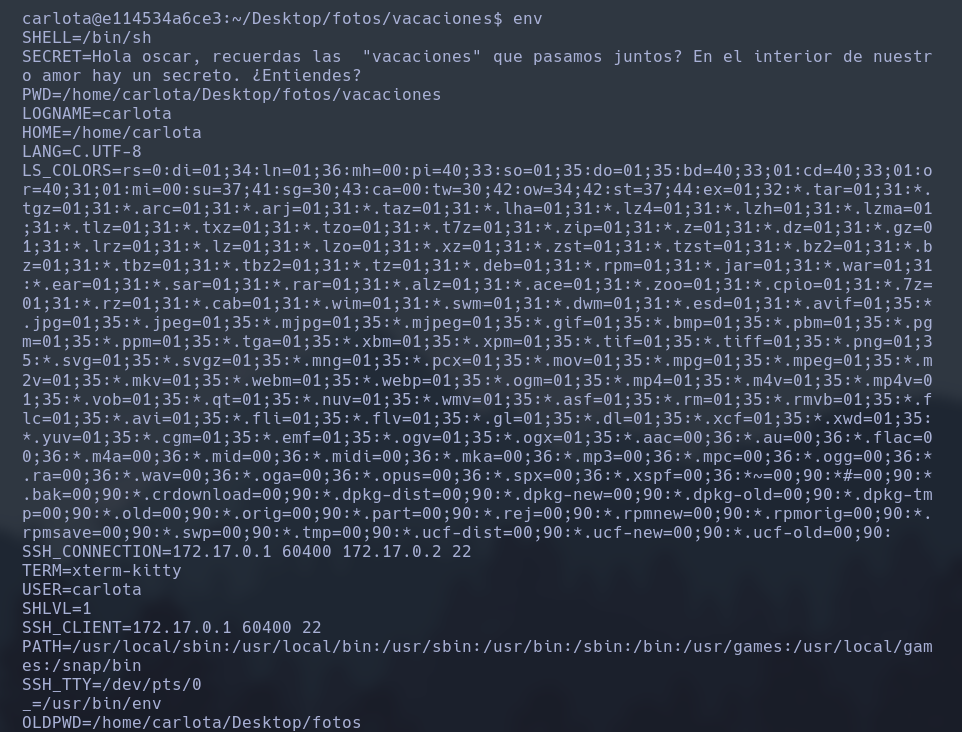 carlota@e114534a6ce3:~/Desktop/fotos/vacaciones$ env
SHELL=/bin/sh
SECRET=Hola oscar, recuerdas las  "vacaciones" que pasamos juntos? En el interior de nuestr
o amor hay un secreto. ¿Entiendes?
PWD=/home/carlota/Desktop/fotos/vacaciones
LOGNAME=carlota
HOME=/home/carlota
LANG=C.UTF-8
LS_COLORS=rs=0:di=01;34:ln=01;36:mh=00:pi=40;33:so=01;35:do=01;35:bd=40;33;01:cd=40;33;01:o
r=40;31;01:mi=00:su=37;41:sg=30;43:ca=00:tw=30;42:ow=34;42:st=37;44:ex=01;32:*.tar=01;31:*.
tgz=01;31:*.arc=01;31:*.arj=01;31:*.taz=01;31:*.lha=01;31:*.lz4=01;31:*.lzh=01;31:*.lzma=01
;31:*.tlz=01;31:*.txz=01;31:*.tzo=01;31:*.t7z=01;31:*.zip=01;31:*.z=01;31:*.dz=01;31:*.gz=0
1;31:*.lrz=01;31:*.lz=01;31:*.lzo=01;31:*.xz=01;31:*.zst=01;31:*.tzst=01;31:*.bz2=01;31:*.b
z=01;31:*.tbz=01;31:*.tbz2=01;31:*.tz=01;31:*.deb=01;31:*.rpm=01;31:*.jar=01;31:*.war=01;31
:*.ear=01;31:*.sar=01;31:*.rar=01;31:*.alz=01;31:*.ace=01;31:*.zoo=01;31:*.cpio=01;31:*.7z=
01;31:*.rz=01;31:*.cab=01;31:*.wim=01;31:*.swm=01;31:*.dwm=01;31:*.esd=01;31:*.avif=01;35:*
.jpg=01;35:*.jpeg=01;35:*.mjpg=01;35:*.mjpeg=01;35:*.gif=01;35:*.bmp=01;35:*.pbm=01;35:*.pg
m=01;35:*.ppm=01;35:*.tga=01;35:*.xbm=01;35:*.xpm=01;35:*.tif=01;35:*.tiff=01;35:*.png=01;3
5:*.svg=01;35:*.svgz=01;35:*.mng=01;35:*.pcx=01;35:*.mov=01;35:*.mpg=01;35:*.mpeg=01;35:*.m
2v=01;35:*.mkv=01;35:*.webm=01;35:*.webp=01;35:*.ogm=01;35:*.mp4=01;35:*.m4v=01;35:*.mp4v=0
1;35:*.vob=01;35:*.qt=01;35:*.nuv=01;35:*.wmv=01;35:*.asf=01;35:*.rm=01;35:*.rmvb=01;35:*.f
lc=01;35:*.avi=01;35:*.fli=01;35:*.flv=01;35:*.gl=01;35:*.dl=01;35:*.xcf=01;35:*.xwd=01;35:
*.yuv=01;35:*.cgm=01;35:*.emf=01;35:*.ogv=01;35:*.ogx=01;35:*.aac=00;36:*.au=00;36:*.flac=0
0;36:*.m4a=00;36:*.mid=00;36:*.midi=00;36:*.mka=00;36:*.mp3=00;36:*.mpc=00;36:*.ogg=00;36:*
.ra=00;36:*.wav=00;36:*.oga=00;36:*.opus=00;36:*.spx=00;36:*.xspf=00;36:*~=00;90:*#=00;90:*
.bak=00;90:*.crdownload=00;90:*.dpkg-dist=00;90:*.dpkg-new=00;90:*.dpkg-old=00;90:*.dpkg-tm
p=00;90:*.old=00;90:*.orig=00;90:*.part=00;90:*.rej=00;90:*.rpmnew=00;90:*.rpmorig=00;90:*.
rpmsave=00;90:*.swp=00;90:*.tmp=00;90:*.ucf-dist=00;90:*.ucf-new=00;90:*.ucf-old=00;90:
SSH_CONNECTION=172.17.0.1 60400 172.17.0.2 22
TERM=xterm-kitty
USER=carlota
SHLVL=1
SSH_CLIENT=172.17.0.1 60400 22
PATH=/usr/local/sbin:/usr/local/bin:/usr/sbin:/usr/bin:/sbin:/bin:/usr/games:/usr/local/gam
es:/snap/bin
SSH_TTY=/dev/pts/0
_=/usr/bin/env
OLDPWD=/home/carlota/Desktop/fotos